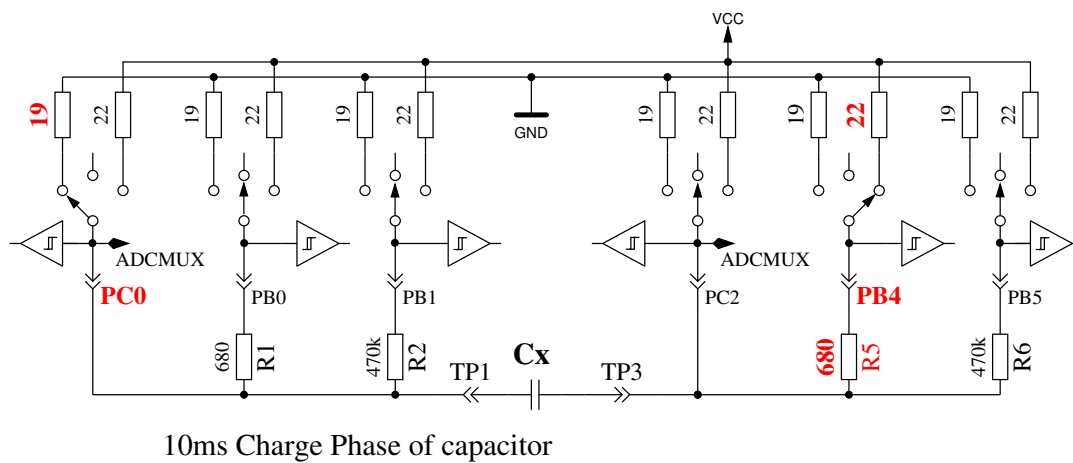 VCC
19
22
19
22
19
22
GND
19
22
19
22
19
22
ADCMUX
ADCMUX
PC0
PB0
PB1
PC2
PB4
PB5
680
R1
470k
R2
TP1
Cx
TP3
680
R5
470k
R6
10ms Charge Phase of capacitor